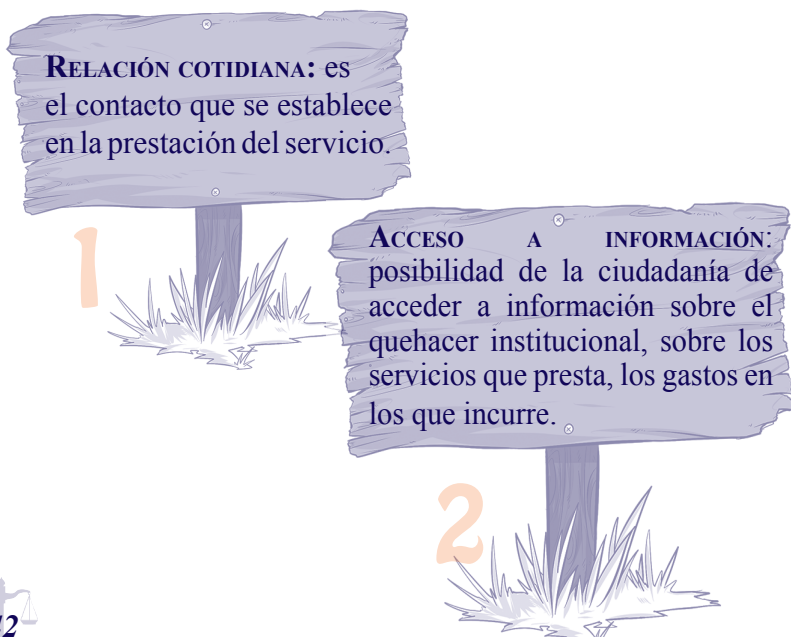 RELACIÓN COTIDIANA: es
el contacto que se establece
en la prestación del servicio.
1
ACCESO A INFORMACIÓN:
posibilidad de la ciudadanía de
acceder a información sobre el
quehacer institucional, sobre los
servicios que presta, los gastos en
los que incurre.
2